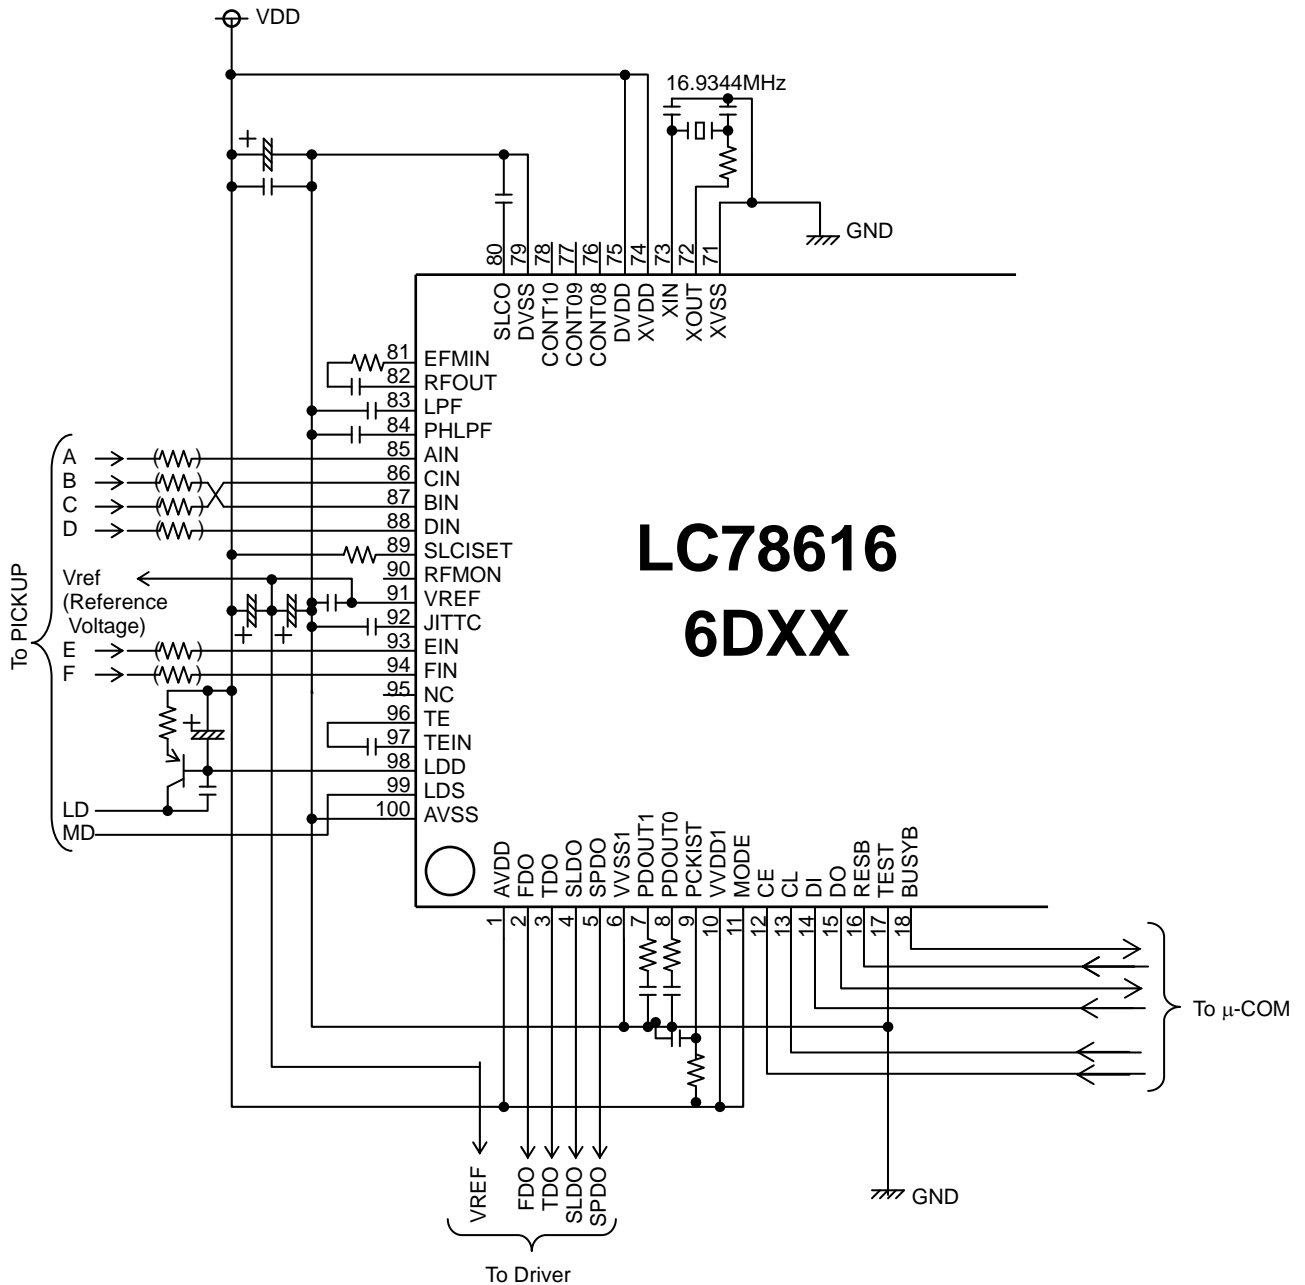 VDD
16.9344MHz
GND
80 79 78 77 76 75 74 73 72 71
SLCO DVSS CONT10 CONT09 CONT08 DVDD XVDD XIN XOUT XVSS
81 EFMIN
82 RFOUT
83 LPF
84 PHLPF
A 85 AIN
B 86 CIN
C 87 BIN
D 88 DIN
89 SLCISET
Vref 90 RFMON
(Reference 91 VREF
Voltage) 92 JITTC
E 93 EIN
F 94 FIN
95 NC
96 TE
97 TEIN
98 LDD
99 LDS
LD 100 AVSS
MD
To PICKUP
LC78616
6DXX
+
+
+
+
AVDD FDO TDO SLDO SPDO VVSS1 PDOUT1 PDOUT0 PCKIST VVDD1 MODE CE CL DI DO RESB TEST BUSYB
1 2 3 4 5 6 7 8 9 10 11 12 13 14 15 16 17 18
To μ-COM
GND
VREF FDO TDO SLDO SPDO
To Driver